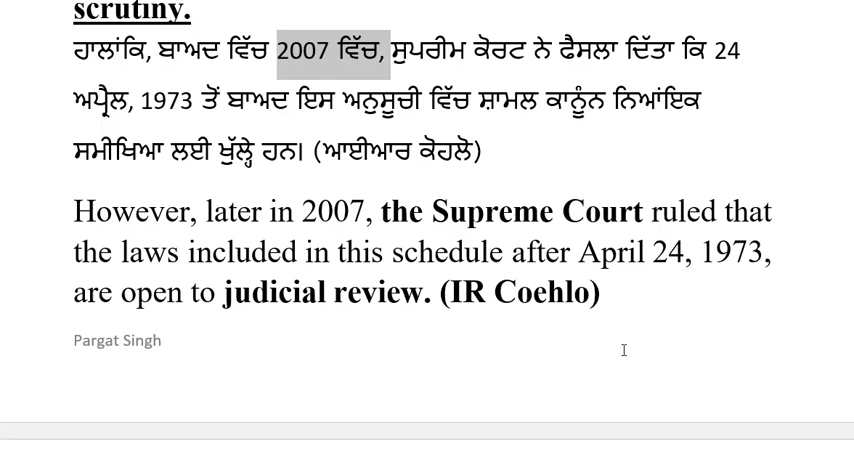 scrutiny.
ਹਾਲਾਂਕਿ, ਬਾਅਦ ਵਿੱਚ 2007 ਵਿੱਚ, ਸੁਪਰੀਮ ਕੋਰਟ ਨੇ ਫੈਸਲਾ ਦਿੱਤਾ ਕਿ 24
ਅਪ੍ਰੈਲ, 1973 ਤੋਂ ਬਾਅਦ ਇਸ ਅਨੁਸੂਚੀ ਵਿੱਚ ਸ਼ਾਮਲ ਕਾਨੂੰਨ ਨਿਆਂਇਕ
ਸਮੀਖਿਆ ਲਈ ਖੁੱਲ੍ਹੇ ਹਨ। (ਆਈਆਰ ਕੋਹਲੋ)
However, later in 2007, the Supreme Court ruled that
the laws included in this schedule after April 24, 1973,
are open to judicial review. (IR Coehlo)
Pargat Singh